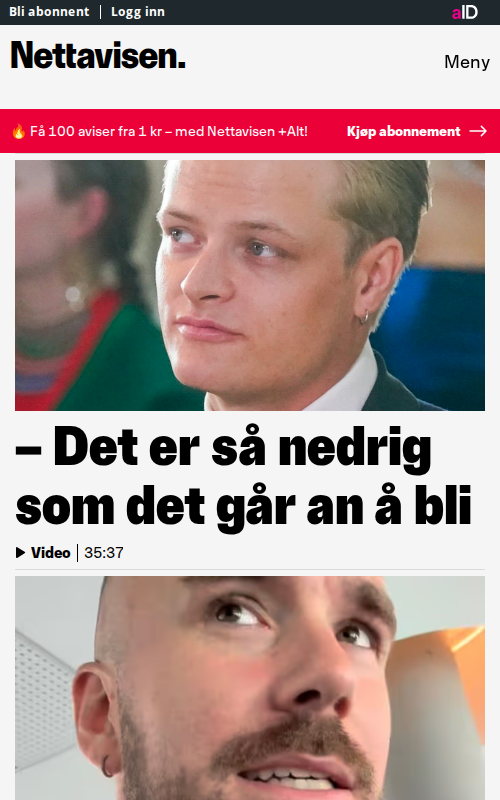 Bli abonnent | Logg inn
aID
Nettavisen.
Meny
🔥 Få 100 aviser fra 1 kr – med Nettavisen +Alt!
Kjøp abonnement →
– Det er så nedrig
som det går an å bli
Video | 35:37